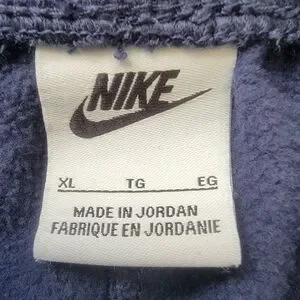 NIKE
XL TG EG
MADE IN JORDAN
FABRIQUE EN JORDANIE